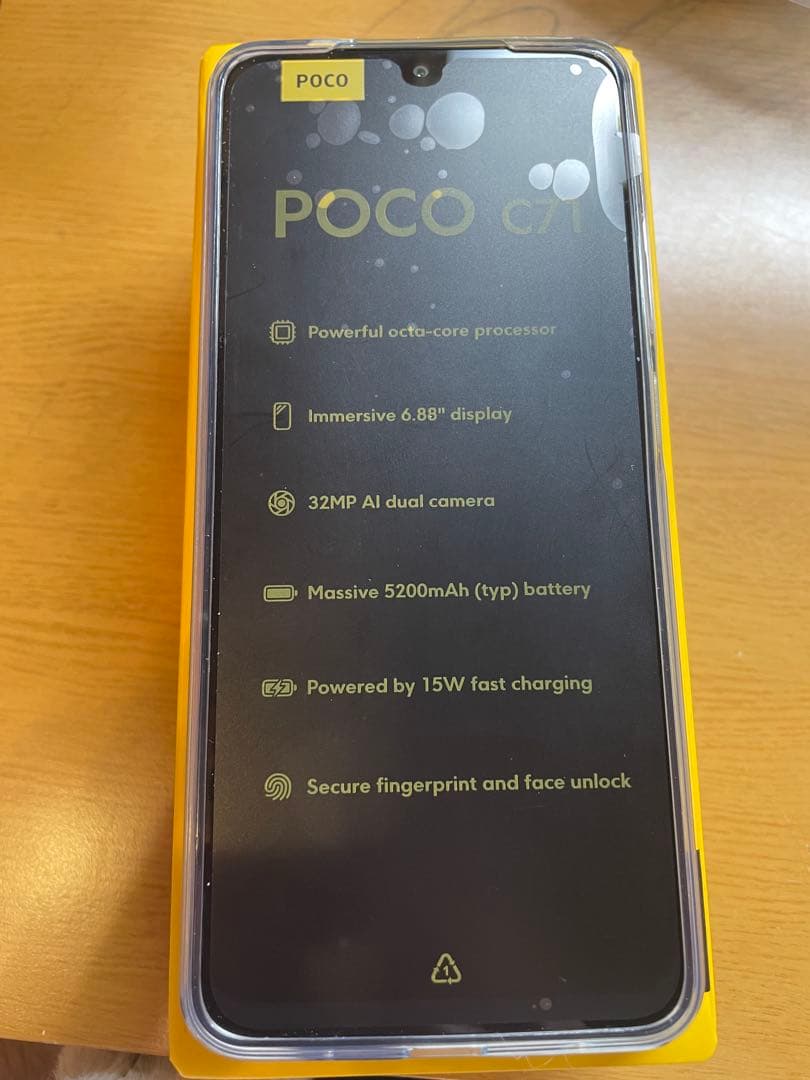 POCO
POCO C71
Powerful octa-core processor
Immersive 6.88" display
32MP AI dual camera
Massive 5200mAh (typ) battery
Powered by 15W fast charging
Secure fingerprint and face unlock
1